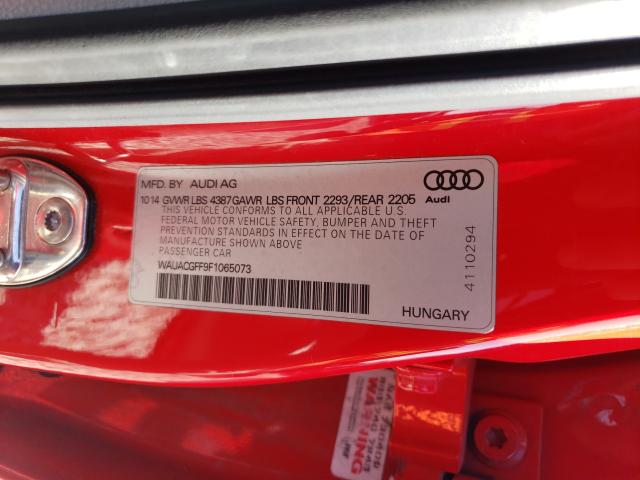 MFD. BY AUDI AG
Audi
10 14 GVWR LBS 4387 GAWR LBS FRONT 2293/REAR 2205
THIS VEHICLE CONFORMS TO ALL APPLICABLE U.S.
FEDERAL MOTOR VEHICLE SAFETY, BUMPER AND THEFT
PREVENTION STANDARDS IN EFFECT ON THE DATE OF
MANUFACTURE SHOWN ABOVE
PASSENGER CAR
WAUACGFF9F1065073
4110294
HUNGARY
WARNING